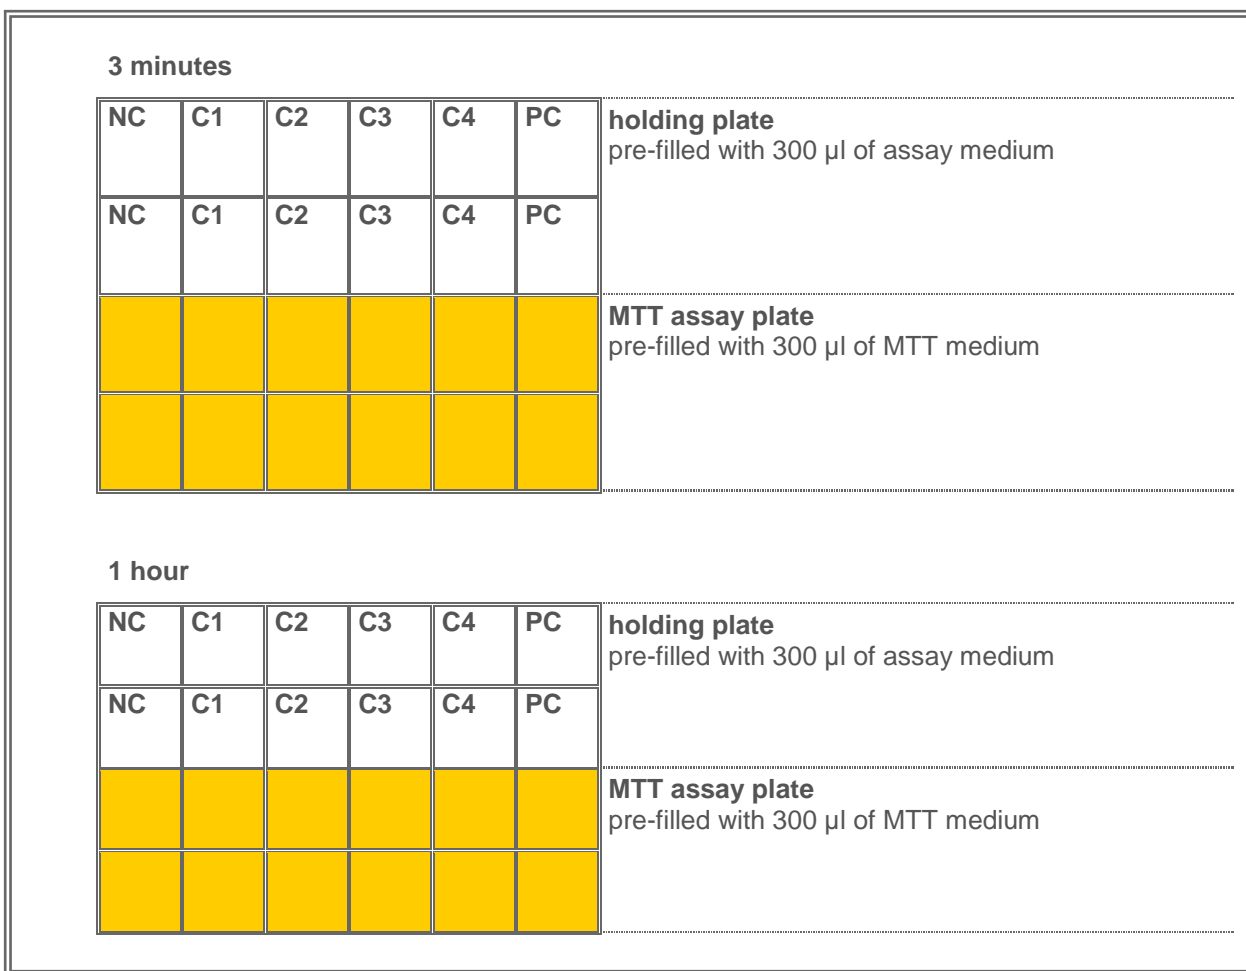 3 minutes
NC C1 C2 C3 C4 PC
holding plate
pre-filled with 300 µl of assay medium
NC C1 C2 C3 C4 PC
MTT assay plate
pre-filled with 300 µl of MTT medium
1 hour
NC C1 C2 C3 C4 PC
holding plate
pre-filled with 300 µl of assay medium
NC C1 C2 C3 C4 PC
MTT assay plate
pre-filled with 300 µl of MTT medium